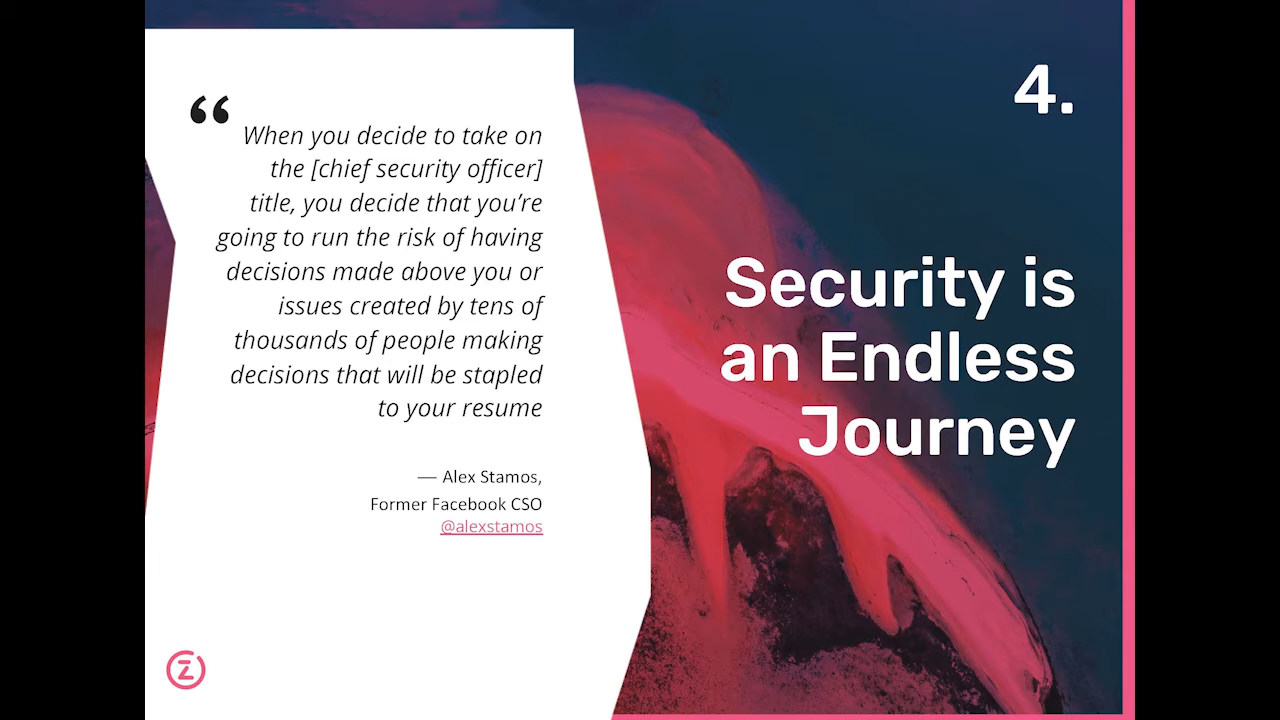 “
When you decide to take on
the [chief security officer]
title, you decide that you’re
going to run the risk of having
decisions made above you or
issues created by tens of
thousands of people making
decisions that will be stapled
to your resume
— Alex Stamos,
Former Facebook CSO
@alexstamos
4.
Security is
an Endless
Journey